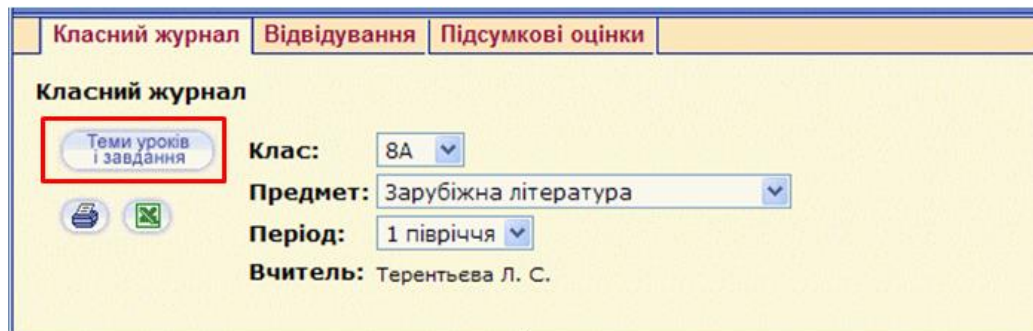 Класний журнал Відвідування Підсумкові оцінки
Класний журнал
Теми уроків
і завдання
Клас: 8А
Предмет: Зарубіжна література
Період: 1 півріччя
Вчитель: Терентьєва Л. С.